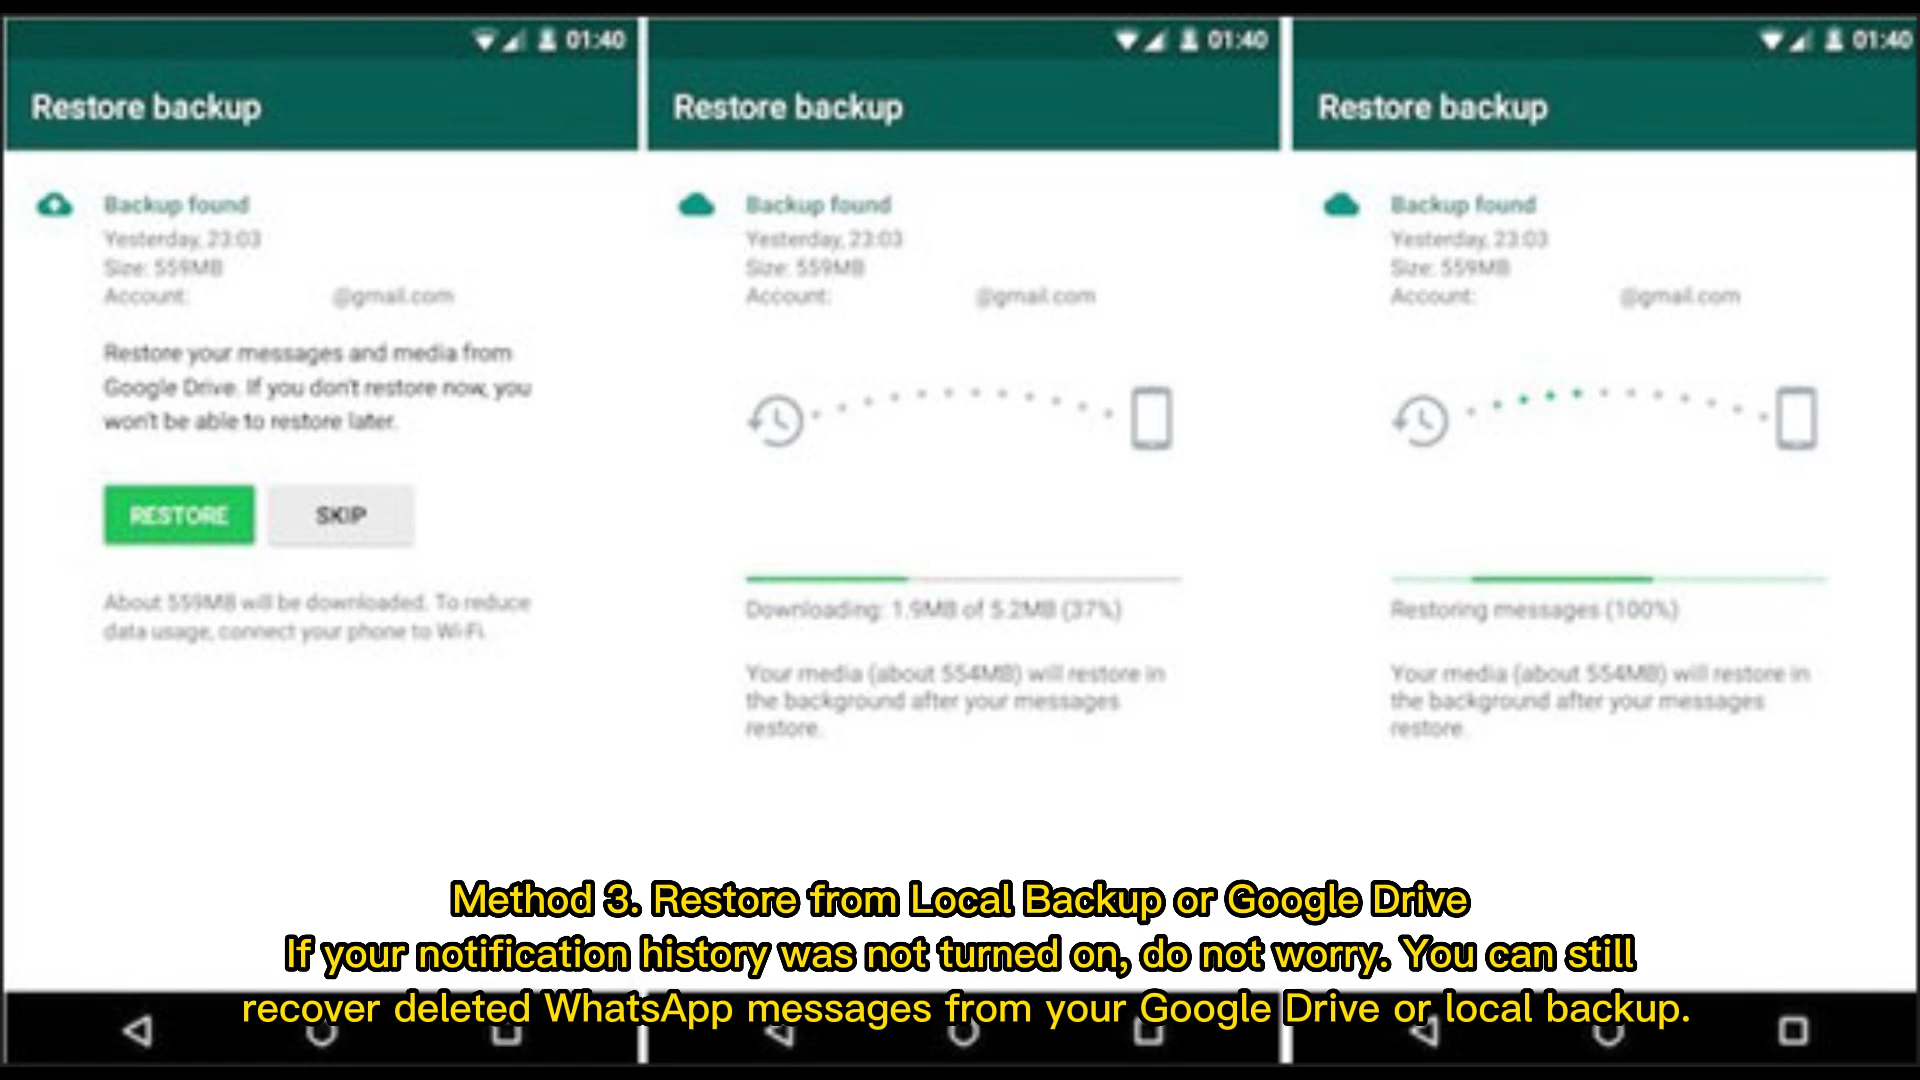 01:40
Restore backup
Backup found
Yesterday, 23:03
Size: 559MB
Account: @gmail.com
Restore your messages and media from
Google Drive. If you don't restore now, you
won't be able to restore later.
RESTORE SKIP
About 559MB will be downloaded. To reduce
data usage, connect your phone to Wi-Fi.
01:40
Restore backup
Backup found
Yesterday, 23:03
Size: 559MB
Account: @gmail.com
Downloading: 1.9MB of 5.2MB (37%)
Your media (about 554MB) will restore in
the background after your messages
restore.
01:40
Restore backup
Backup found
Yesterday, 23:03
Size: 559MB
Account: @gmail.com
Restoring messages (100%)
Your media (about 554MB) will restore in
the background after your messages
restore.
Method 3. Restore from Local Backup or Google Drive
If your notification history was not turned on, do not worry. You can still
recover deleted WhatsApp messages from your Google Drive or local backup.